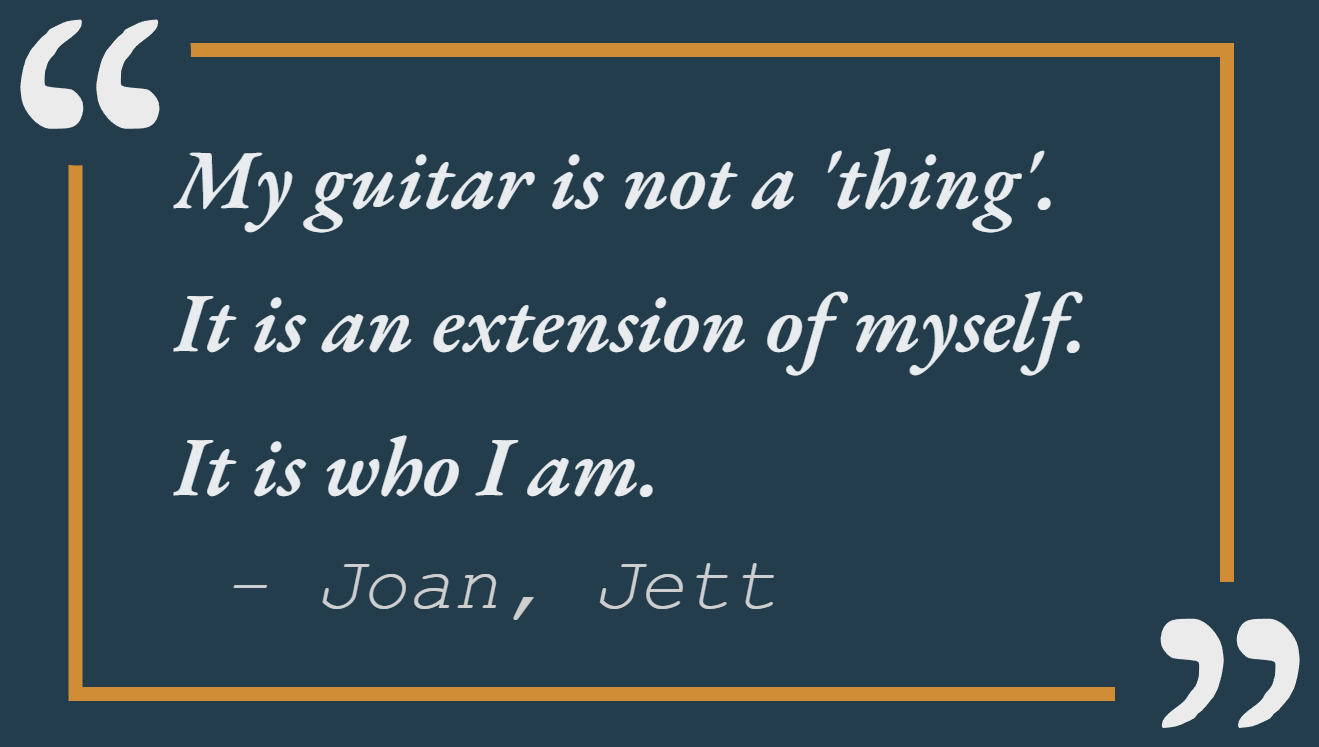 “
My guitar is not a 'thing'.
It is an extension of myself.
It is who I am.
- Joan, Jett
”